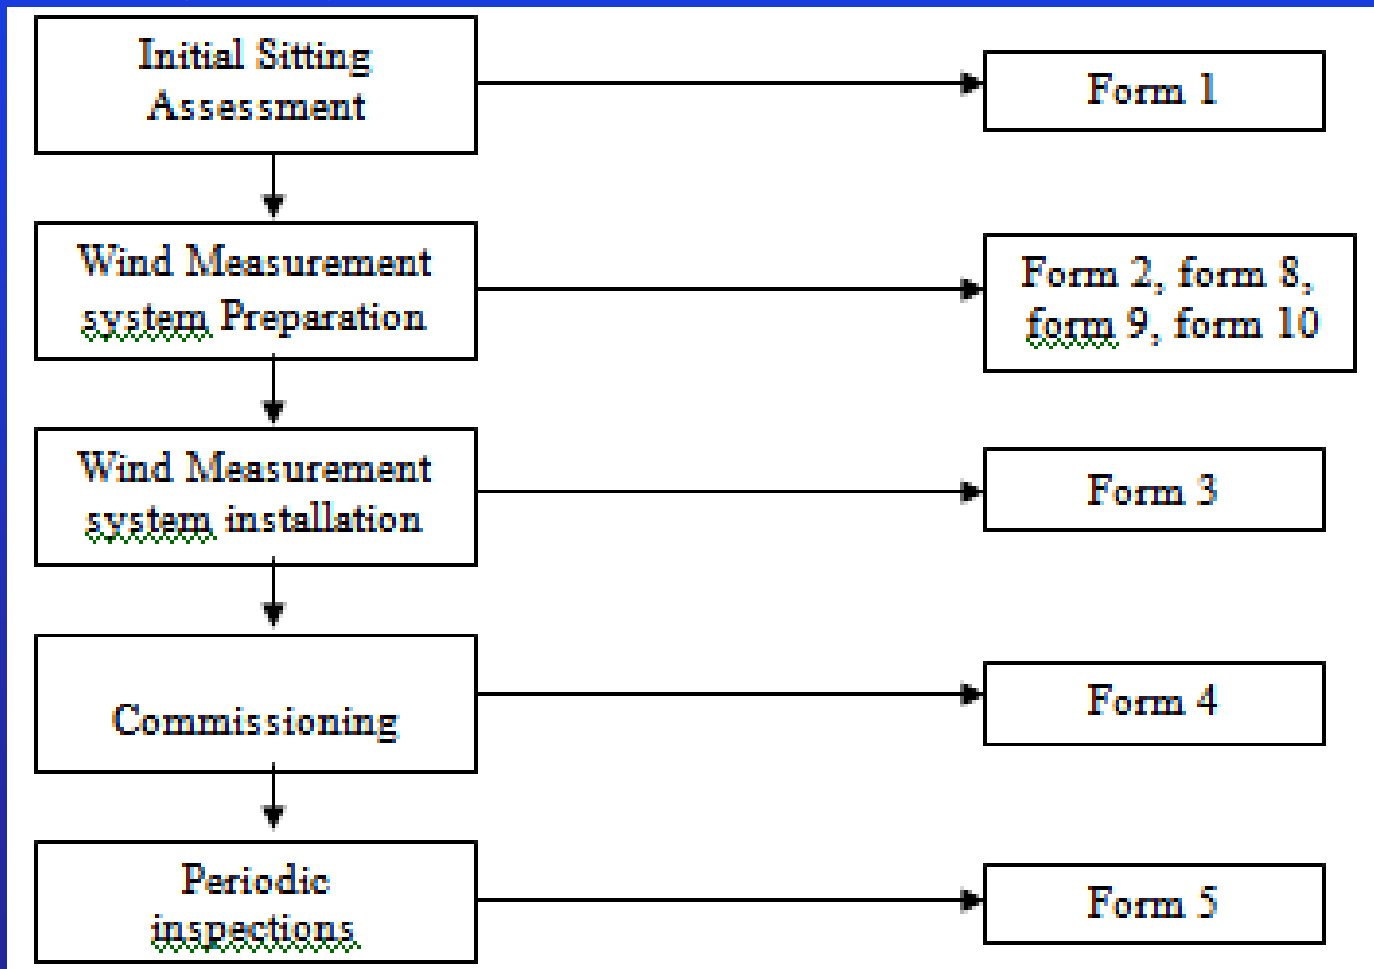 Initial Sitting
Assessment
Form 1
Wind Measurement
system Preparation
Form 2, form 8,
form 9, form 10
Wind Measurement
system installation
Form 3
Commissioning
Form 4
Periodic
inspections
Form 5